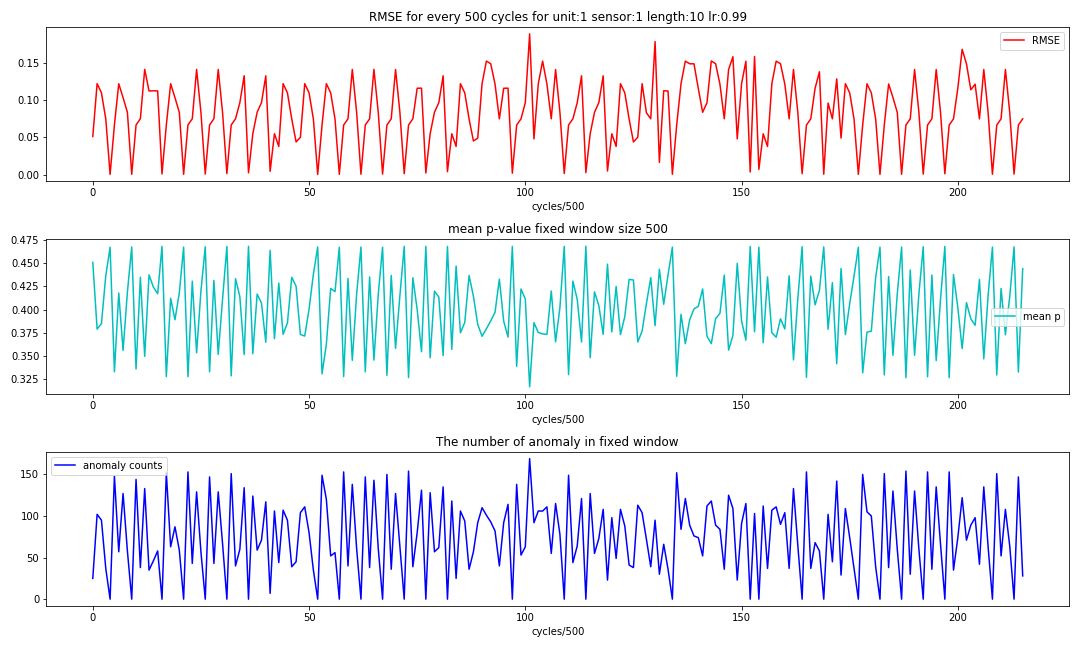 RMSE for every 500 cycles for unit:1 sensor:1 length:10 lr:0.99
RMSE
0.15
0.10
0.05
0.00
0 50 100 150 200
cycles/500
mean p-value fixed window size 500
0.475
0.450
0.425
0.400
0.375
0.350
0.325
mean p
0 50 100 150 200
cycles/500
The number of anomaly in fixed window
anomaly counts
150
100
50
0
0 50 100 150 200
cycles/500